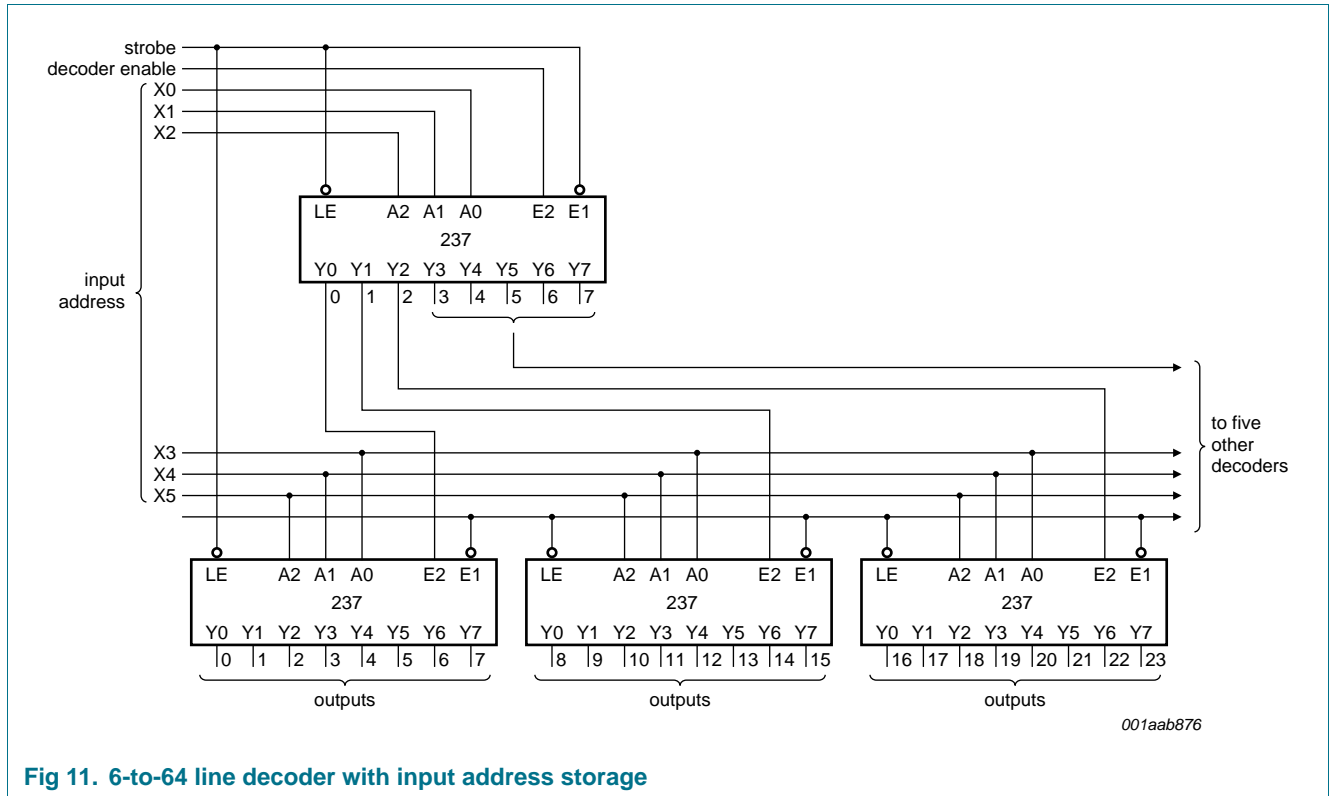 strobe
decoder enable
X0
X1
X2
LE A2 A1 A0 E2 E1
237
Y0 Y1 Y2 Y3 Y4 Y5 Y6 Y7
0 1 2 3 4 5 6 7
input
address
to five
other
decoders
X3
X4
X5
LE A2 A1 A0 E2 E1
237
Y0 Y1 Y2 Y3 Y4 Y5 Y6 Y7
0 1 2 3 4 5 6 7
outputs
LE A2 A1 A0 E2 E1
237
Y0 Y1 Y2 Y3 Y4 Y5 Y6 Y7
8 9 10 11 12 13 14 15
outputs
LE A2 A1 A0 E2 E1
237
Y0 Y1 Y2 Y3 Y4 Y5 Y6 Y7
16 17 18 19 20 21 22 23
outputs
001aab876
Fig 11. 6-to-64 line decoder with input address storage